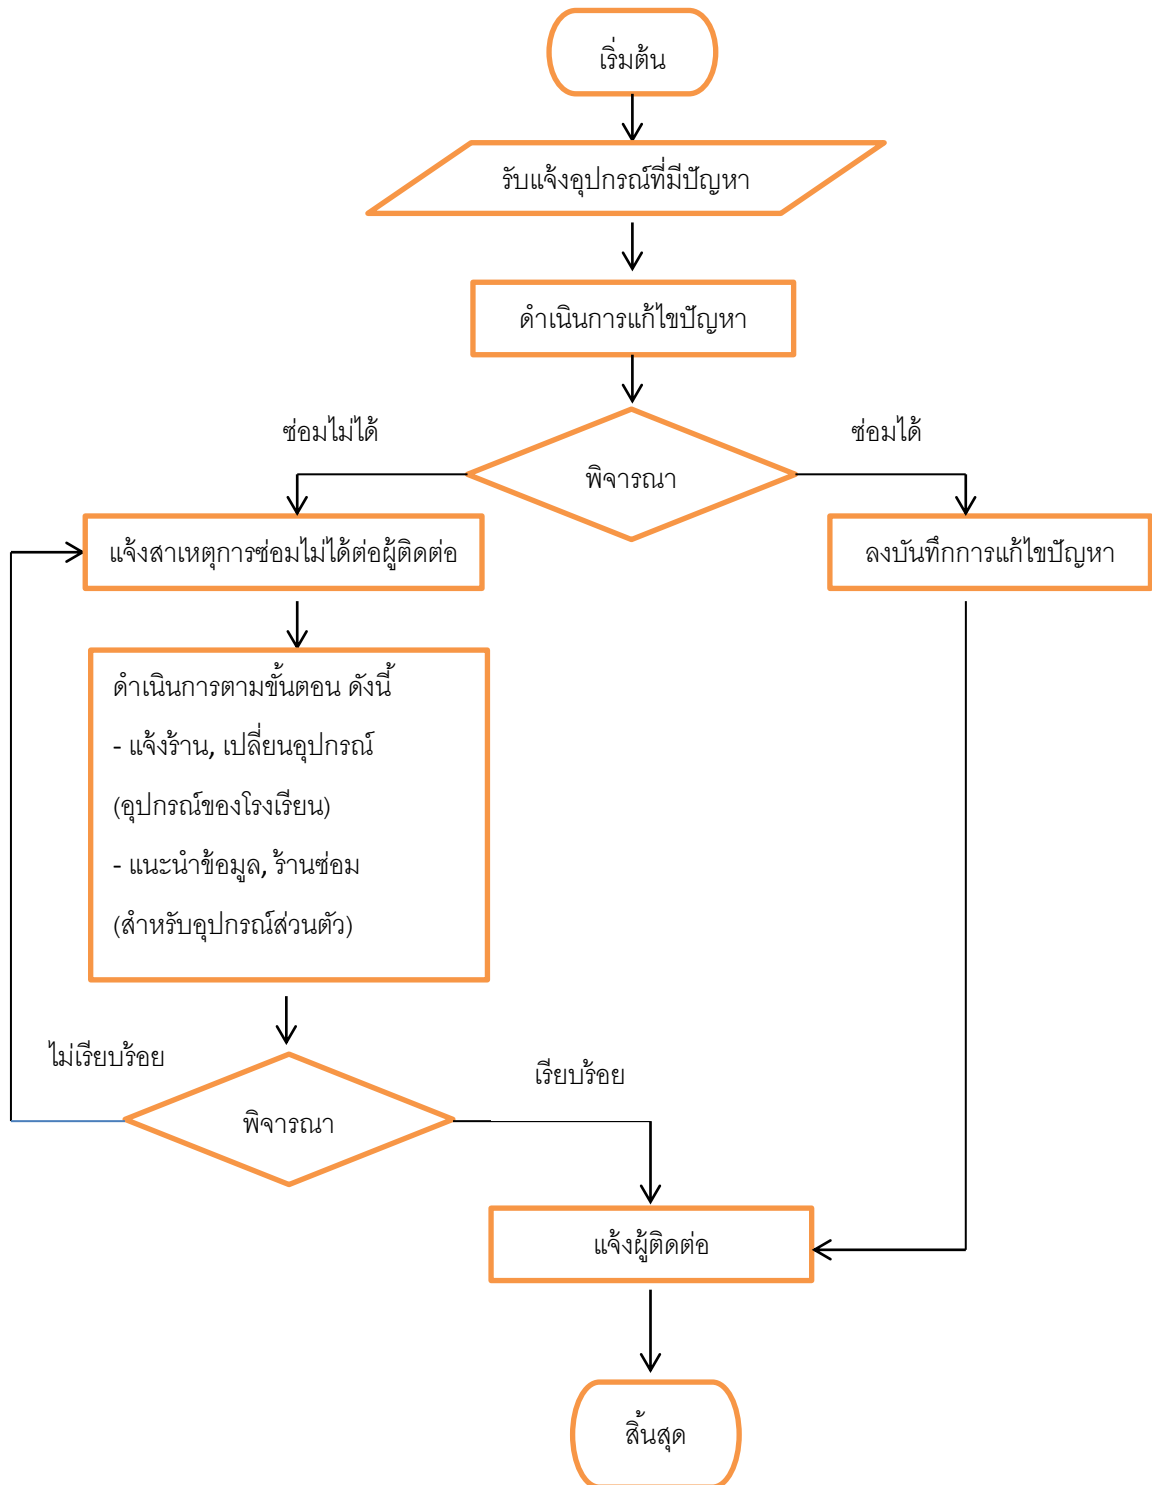 เริ่มต้น
รับแจ้งอุปกรณ์ที่มีปัญหา
ดำเนินการแก้ไขปัญหา
ซ่อมไม่ได้
ซ่อมได้
พิจารณา
แจ้งสาเหตุการซ่อมไม่ได้ต่อผู้ติดต่อ
ลงบันทึกการแก้ไขปัญหา
ดำเนินการตามขั้นตอน ดังนี้
- แจ้งร้าน, เปลี่ยนอุปกรณ์
(อุปกรณ์ของโรงเรียน)
- แนะนำข้อมูล, ร้านซ่อม
(สำหรับอุปกรณ์ส่วนตัว)
ไม่เรียบร้อย
เรียบร้อย
พิจารณา
แจ้งผู้ติดต่อ
สิ้นสุด